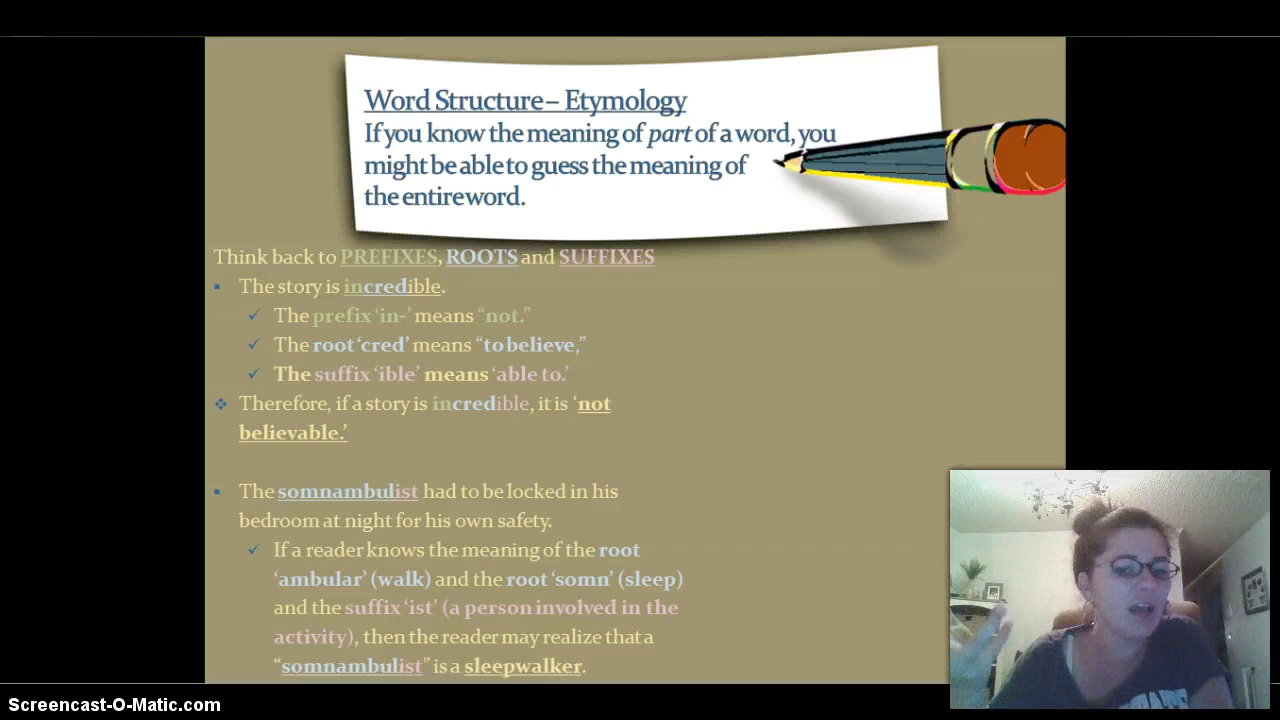 Word Structure – Etymology
If you know the meaning of part of a word, you
might be able to guess the meaning of
the entire word.
Think back to PREFIXES, ROOTS and SUFFIXES
The story is incredible.
The prefix ‘in-’ means “not.”
The root ‘cred’ means “to believe,”
The suffix ‘ible’ means ‘able to.’
Therefore, if a story is incredible, it is ‘not
believable.’
The somnambulist had to be locked in his
bedroom at night for his own safety.
If a reader knows the meaning of the root
‘ambular’ (walk) and the root ‘somn’ (sleep)
and the suffix ‘ist’ (a person involved in the
activity), then the reader may realize that a
“somnambulist” is a sleepwalker.
Screencast-O-Matic.com